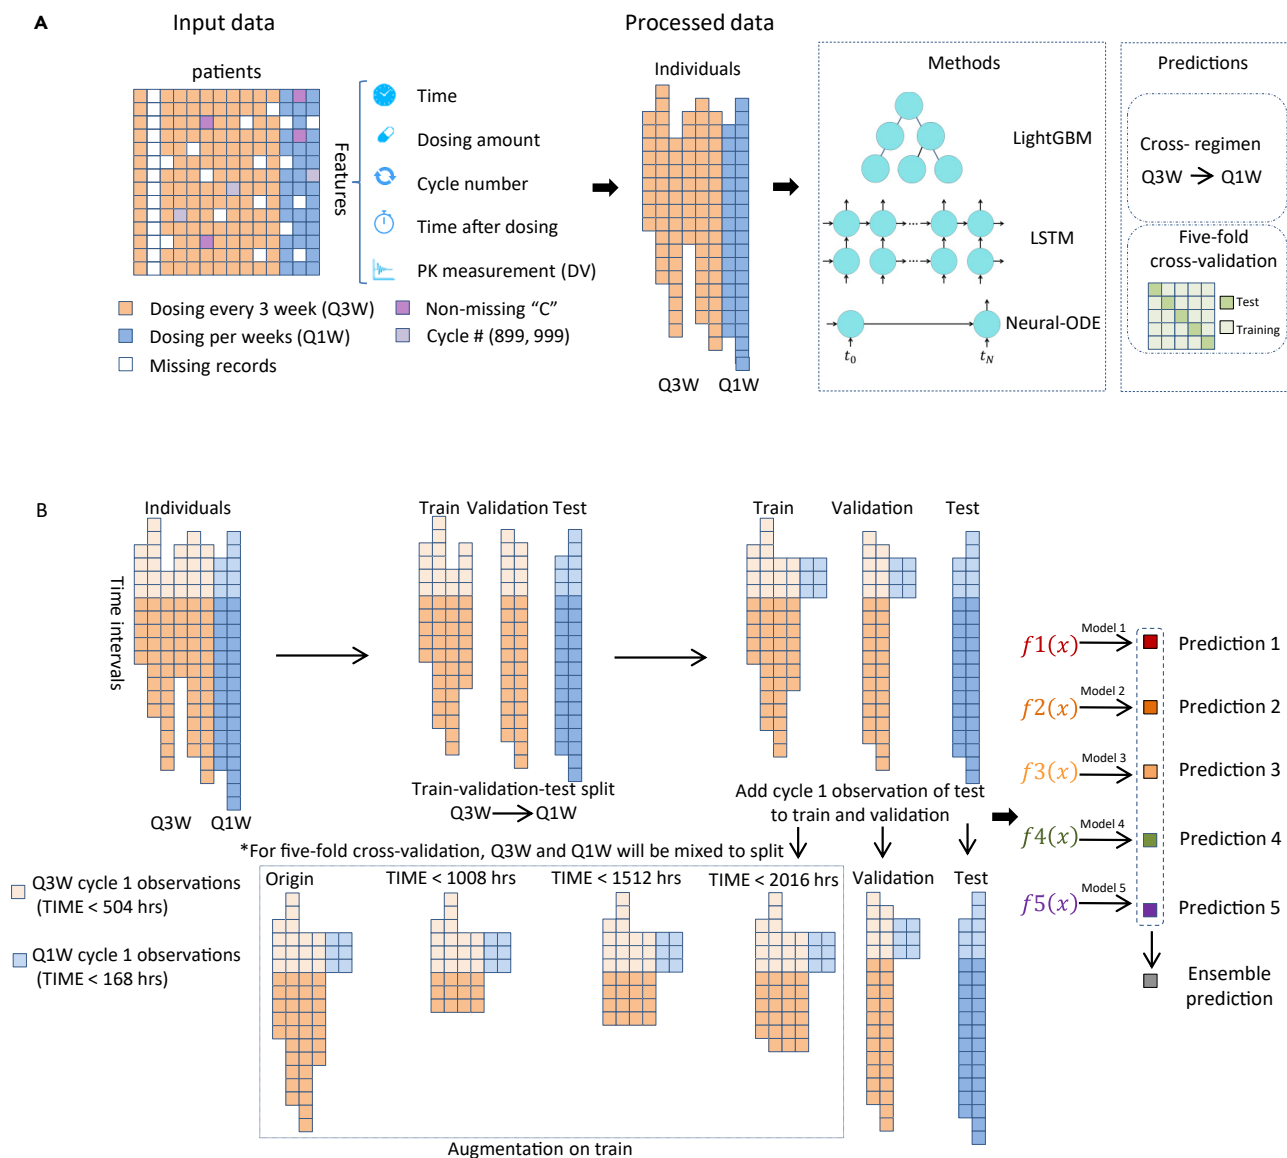 A
Input data
Processed data
patients
Features
Time
Dosing amount
Cycle number
Time after dosing
PK measurement (DV)
Dosing every 3 week (Q3W)
Non-missing “C”
Dosing per weeks (Q1W)
Cycle # (899, 999)
Missing records
Individuals
Q3W
Q1W
Methods
LightGBM
LSTM
Neural-ODE
t0
tN
Predictions
Cross- regimen
Q3W
Q1W
Five-fold
cross-validation
Test
Training
B
Individuals
Time intervals
Q3W
Q1W
Train
Validation
Test
Train-validation-test split
Q3W
Q1W
Train
Validation
Test
Add cycle 1 observation of test
to train and validation
*For five-fold cross-validation, Q3W and Q1W will be mixed to split
Q3W cycle 1 observations
(TIME < 504 hrs)
Q1W cycle 1 observations
(TIME < 168 hrs)
Origin
TIME < 1008 hrs
TIME < 1512 hrs
TIME < 2016 hrs
Validation
Test
Augmentation on train
f1(x)
Model 1
Prediction 1
f2(x)
Model 2
Prediction 2
f3(x)
Model 3
Prediction 3
f4(x)
Model 4
Prediction 4
f5(x)
Model 5
Prediction 5
Ensemble
prediction